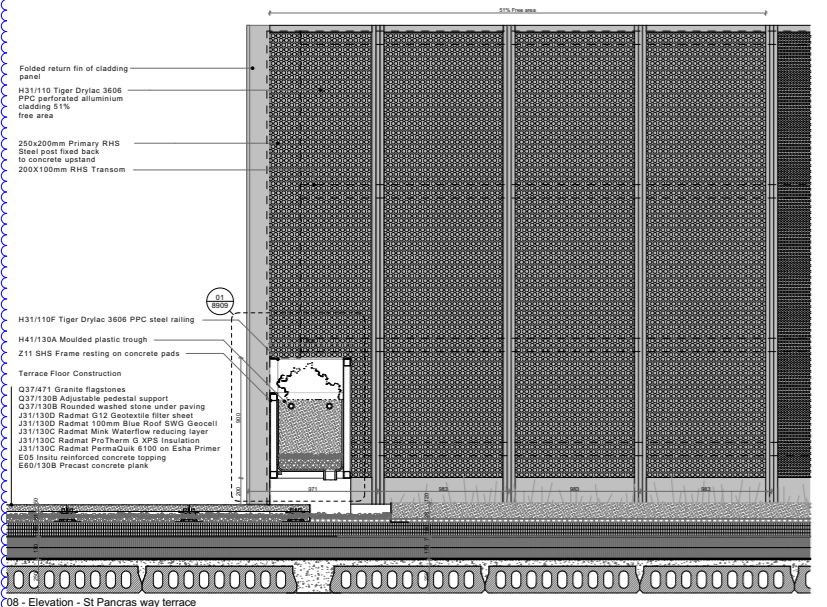 51% Free area
Folded return fin of cladding
panel
H31/110 Tiger Drylac 3606
PPC perforated alluminium
cladding 51%
free area
250x200mm Primary RHS
Steel post fixed back
to concrete upstand
200X100mm RHS Transom
01
8909
H31/110F Tiger Drylac 3606 PPC steel railing
H41/130A Moulded plastic trough
Z11 SHS Frame resting on concrete pads
Terrace Floor Construction
Q37/471 Granite flagstones
Q37/130B Adjustable pedestal support
Q37/130B Rounded washed stone under paving
J31/130D Radmat G12 Geotextile filter sheet
J31/130D Radmat 100mm Blue Roof SWG Geocell
J31/130C Radmat Mink Waterflow reducing layer
J31/130C Radmat ProTherm G XPS Insulation
J31/130C Radmat PermaQuik 6100 on Esha Primer
E05 Insitu reinforced concrete topping
E60/130B Precast concrete plank
900
200
971
983
983
983
120
08 - Elevation - St Pancras way terrace